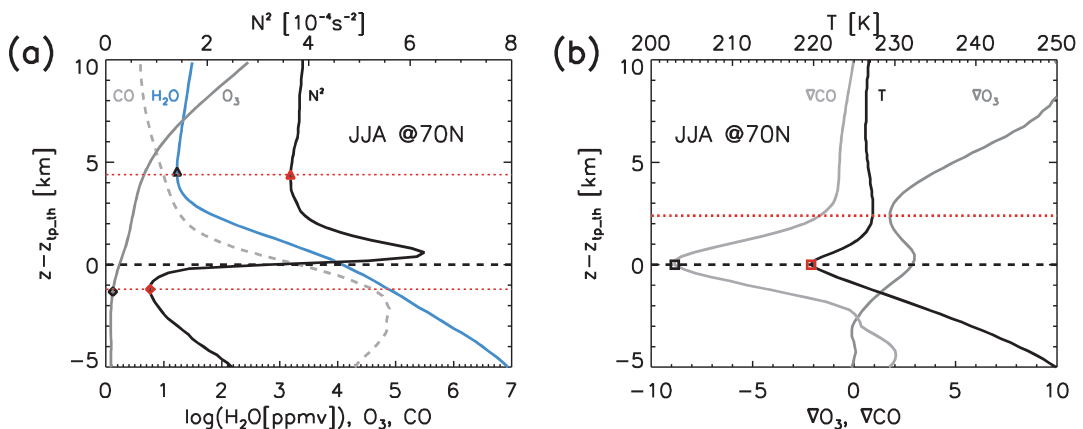 (a)
N² [10⁻⁴s⁻²]
0 2 4 6 8
CO H₂O O₃ N²
JJA @70N
z−z_tp_th [km]
10
5
0
−5
0 1 2 3 4 5 6 7
log(H₂O[ppmv]), O₃, CO
(b)
T [K]
200 210 220 230 240 250
∇CO T ∇O₃
JJA @70N
z−z_tp_th [km]
10
5
0
−5
−10 −5 0 5 10
∇O₃, ∇CO